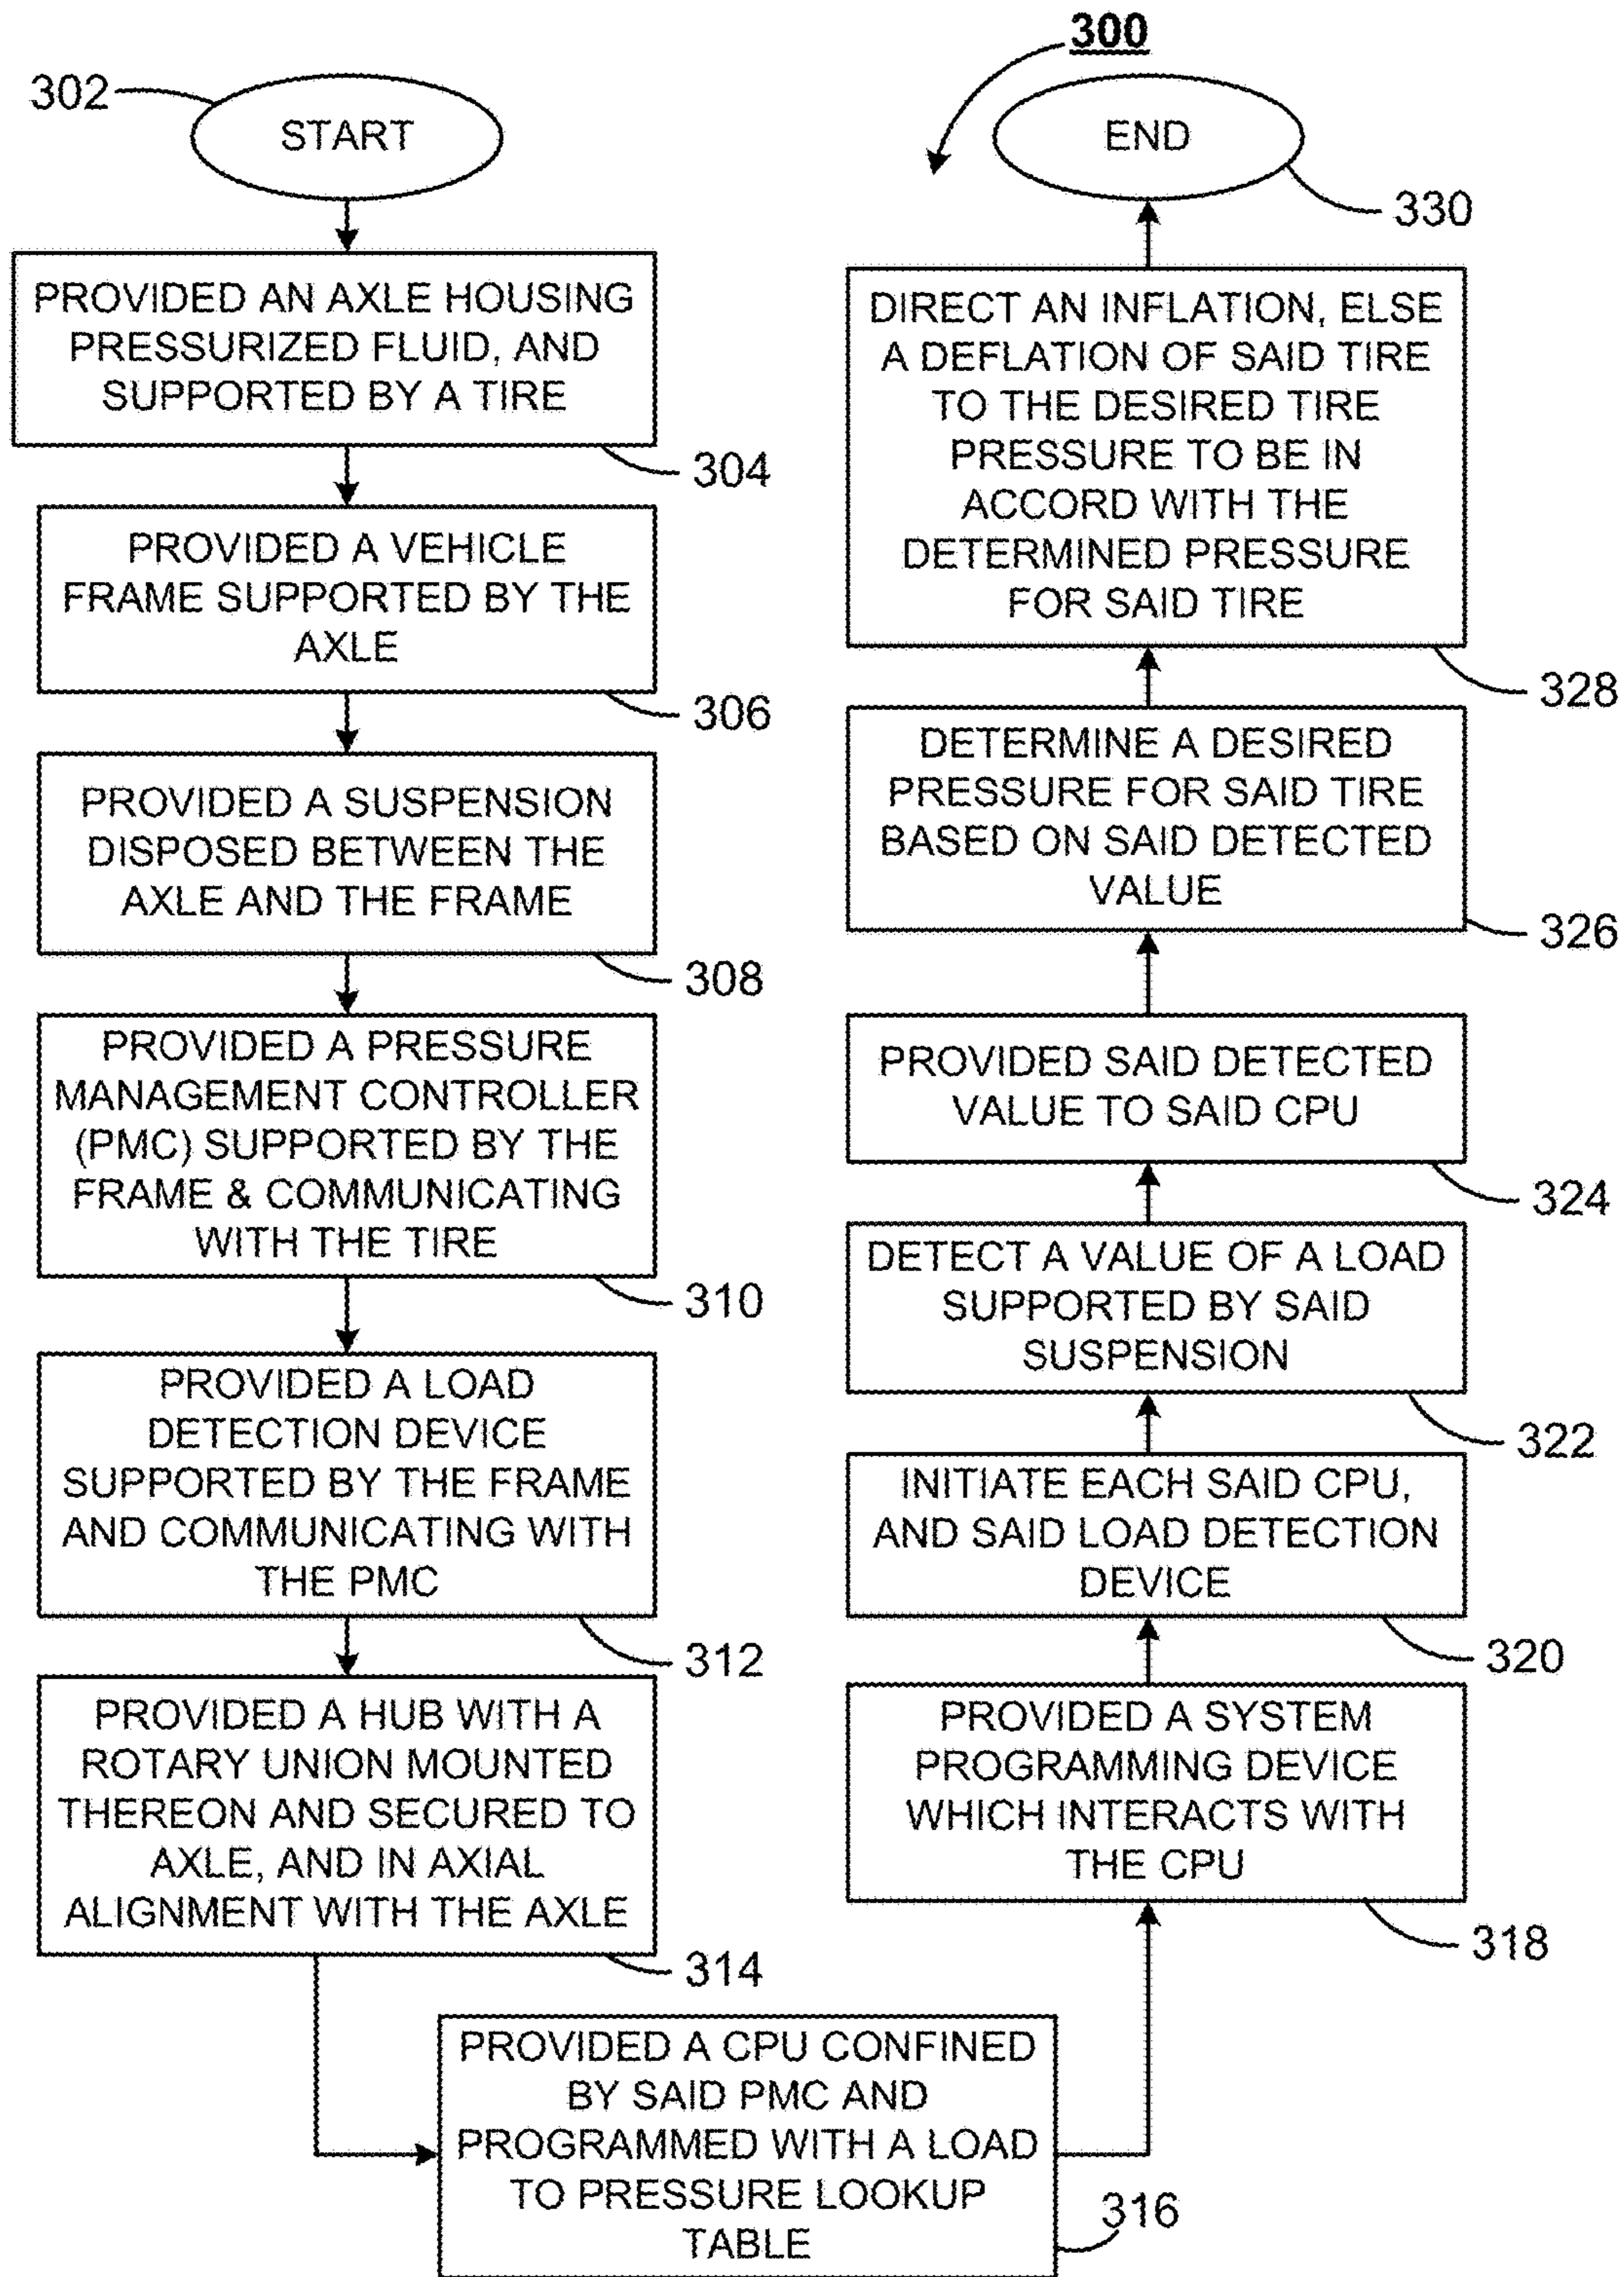 300
302
START
PROVIDED AN AXLE HOUSING
PRESSURIZED FLUID, AND
SUPPORTED BY A TIRE
304
PROVIDED A VEHICLE
FRAME SUPPORTED BY THE
AXLE
306
PROVIDED A SUSPENSION
DISPOSED BETWEEN THE
AXLE AND THE FRAME
308
PROVIDED A PRESSURE
MANAGEMENT CONTROLLER
(PMC) SUPPORTED BY THE
FRAME & COMMUNICATING
WITH THE TIRE
310
PROVIDED A LOAD
DETECTION DEVICE
SUPPORTED BY THE FRAME
AND COMMUNICATING WITH
THE PMC
312
PROVIDED A HUB WITH A
ROTARY UNION MOUNTED
THEREON AND SECURED TO
AXLE, AND IN AXIAL
ALIGNMENT WITH THE AXLE
314
PROVIDED A CPU CONFINED
BY SAID PMC AND
PROGRAMMED WITH A LOAD
TO PRESSURE LOOKUP
TABLE
316
PROVIDED A SYSTEM
PROGRAMMING DEVICE
WHICH INTERACTS WITH
THE CPU
318
INITIATE EACH SAID CPU,
AND SAID LOAD DETECTION
DEVICE
320
DETECT A VALUE OF A LOAD
SUPPORTED BY SAID
SUSPENSION
322
PROVIDED SAID DETECTED
VALUE TO SAID CPU
324
DETERMINE A DESIRED
PRESSURE FOR SAID TIRE
BASED ON SAID DETECTED
VALUE
326
DIRECT AN INFLATION, ELSE
A DEFLATION OF SAID TIRE
TO THE DESIRED TIRE
PRESSURE TO BE IN
ACCORD WITH THE
DETERMINED PRESSURE
FOR SAID TIRE
328
END
330